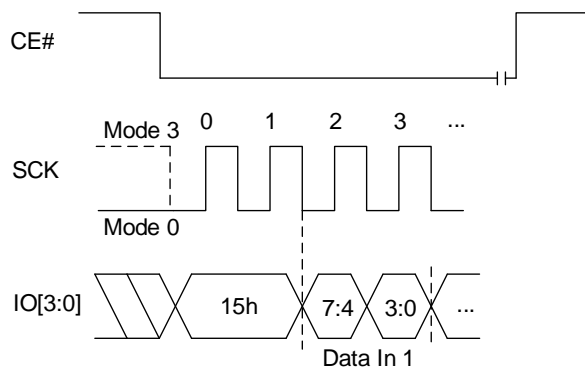 CE#
Mode 3 0 1 2 3 ...
SCK
Mode 0
IO[3:0] 15h 7:4 3:0 ...
Data In 1